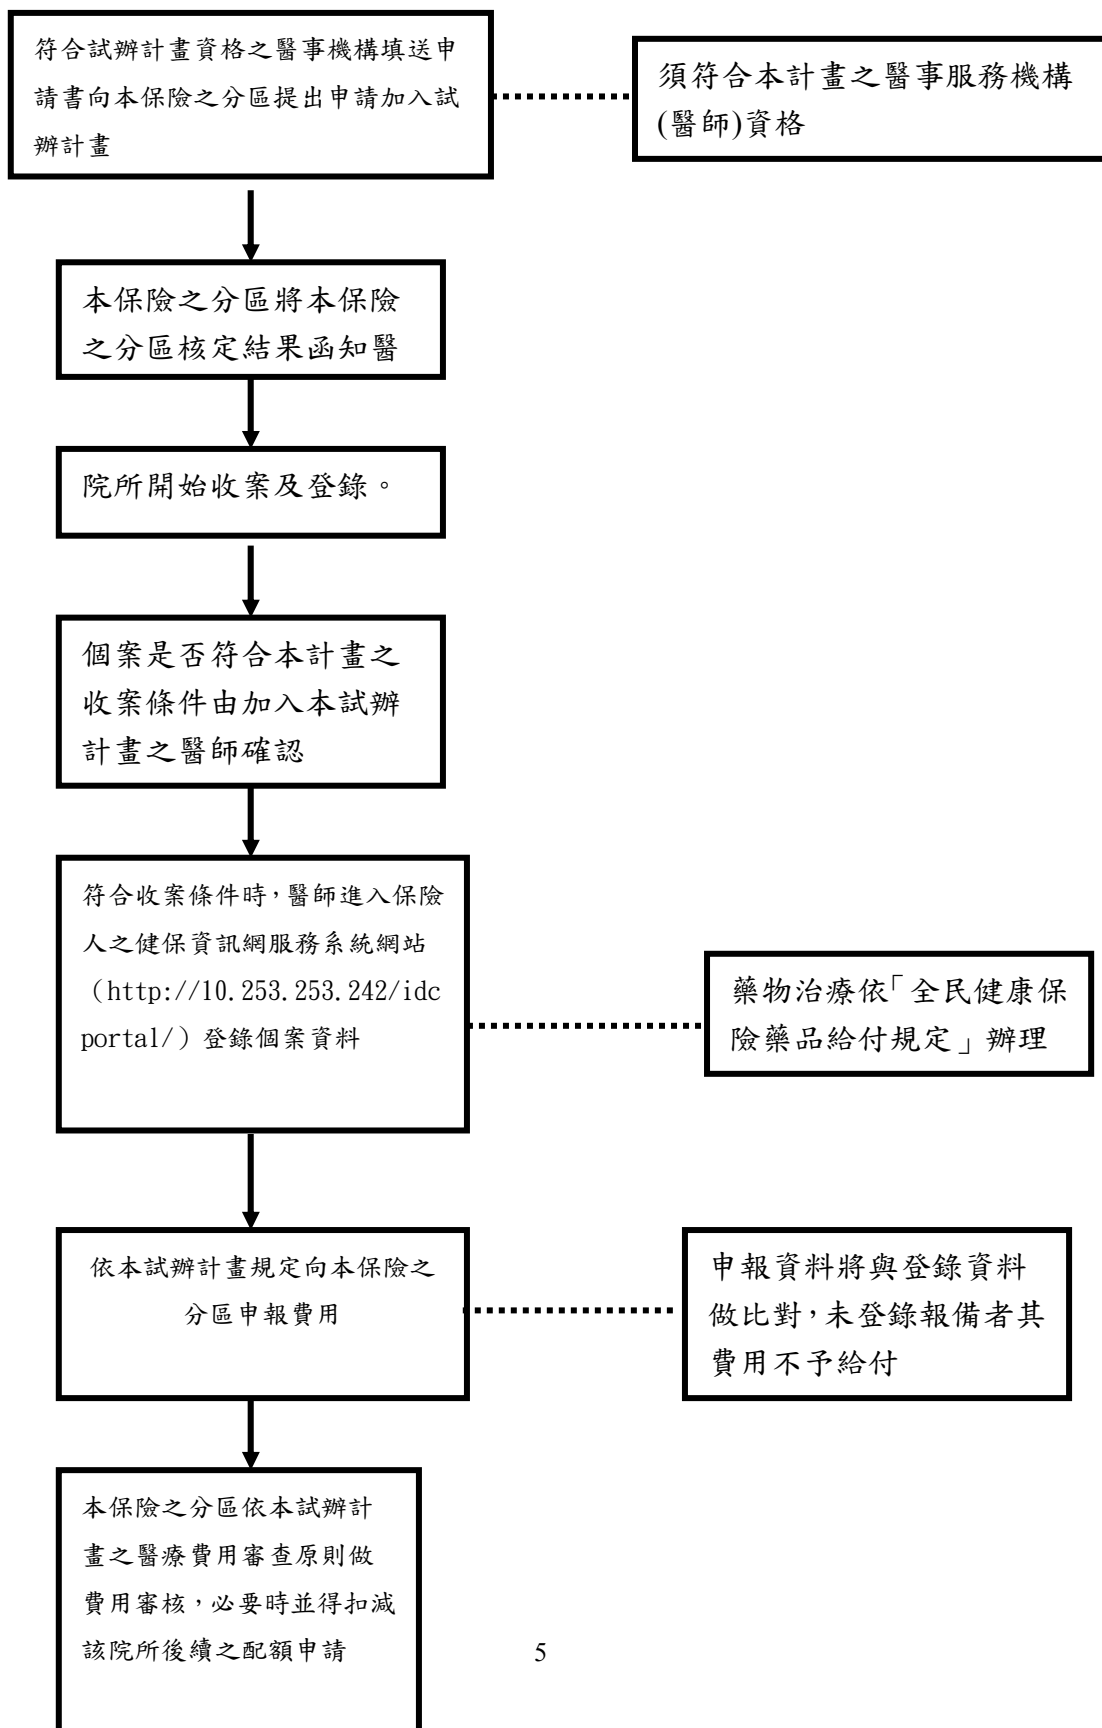 符合試辦計畫資格之醫事機構填送申
請書向本保險之分區提出申請加入試
辦計畫
須符合本計畫之醫事服務機構
(醫師)資格
本保險之分區將本保險
之分區核定結果函知醫
院所開始收案及登錄。
個案是否符合本計畫之
收案條件由加入本試辦
計畫之醫師確認
符合收案條件時，醫師進入保險
人之健保資訊網服務系統網站
（http://10.253.253.242/idc
portal/）登錄個案資料
藥物治療依「全民健康保
險藥品給付規定」辦理
依本試辦計畫規定向本保險之
分區申報費用
申報資料將與登錄資料
做比對，未登錄報備者其
費用不予給付
本保險之分區依本試辦計
畫之醫療費用審查原則做
費用審核，必要時並得扣減
該院所後續之配額申請
5